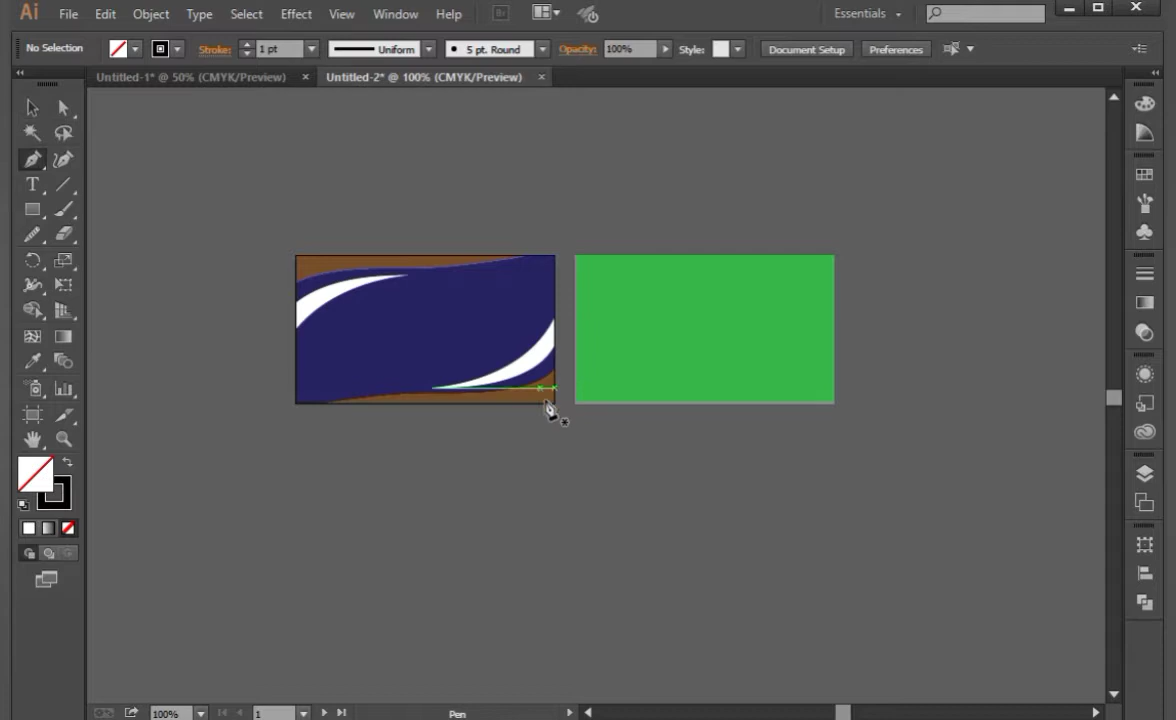 Ai File Edit Object Type Select Effect View Window Help Br Essentials
No Selection Stroke: 1 pt Uniform 5 pt. Round Opacity: 100% Style: Document Setup Preferences
Untitled-1* @ 50% (CMYK/Preview) × Untitled-2* @ 100% (CMYK/Preview) ×
T
100% 1 Pen